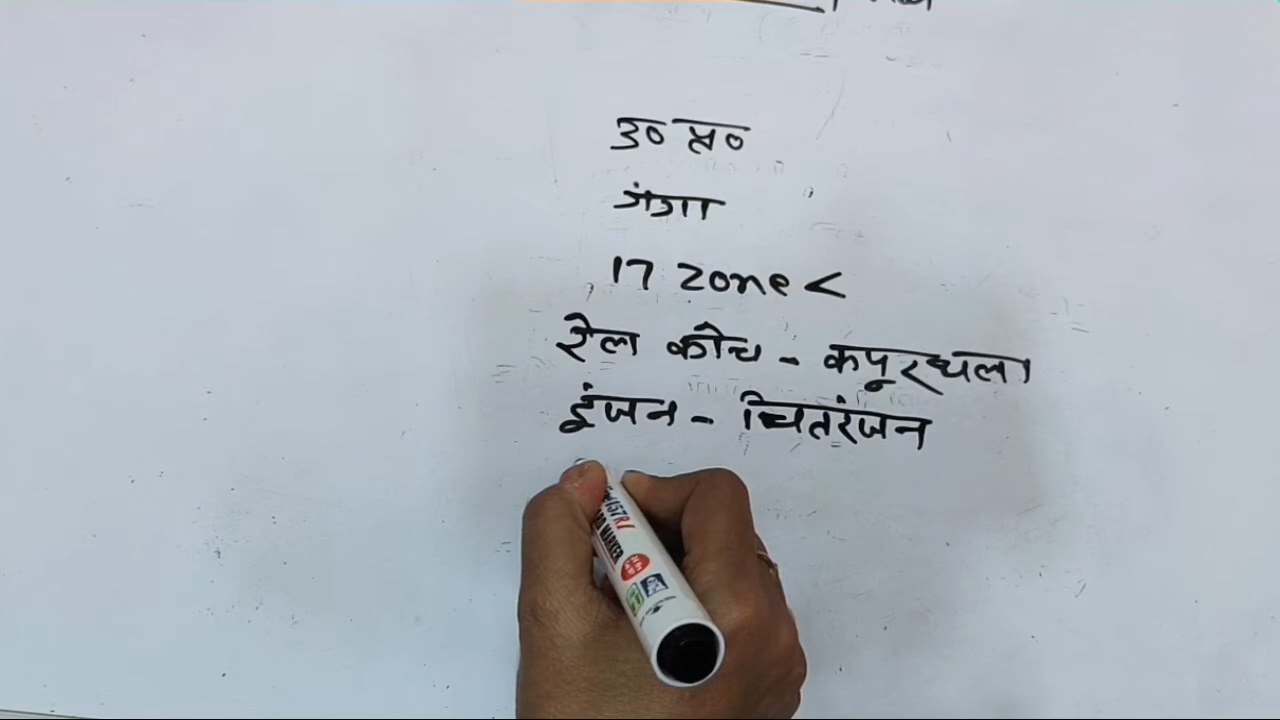 उ० प्र०
गंगा
17 zone <
रेल कोच - कपूरथला
इंजन - चितरंजन